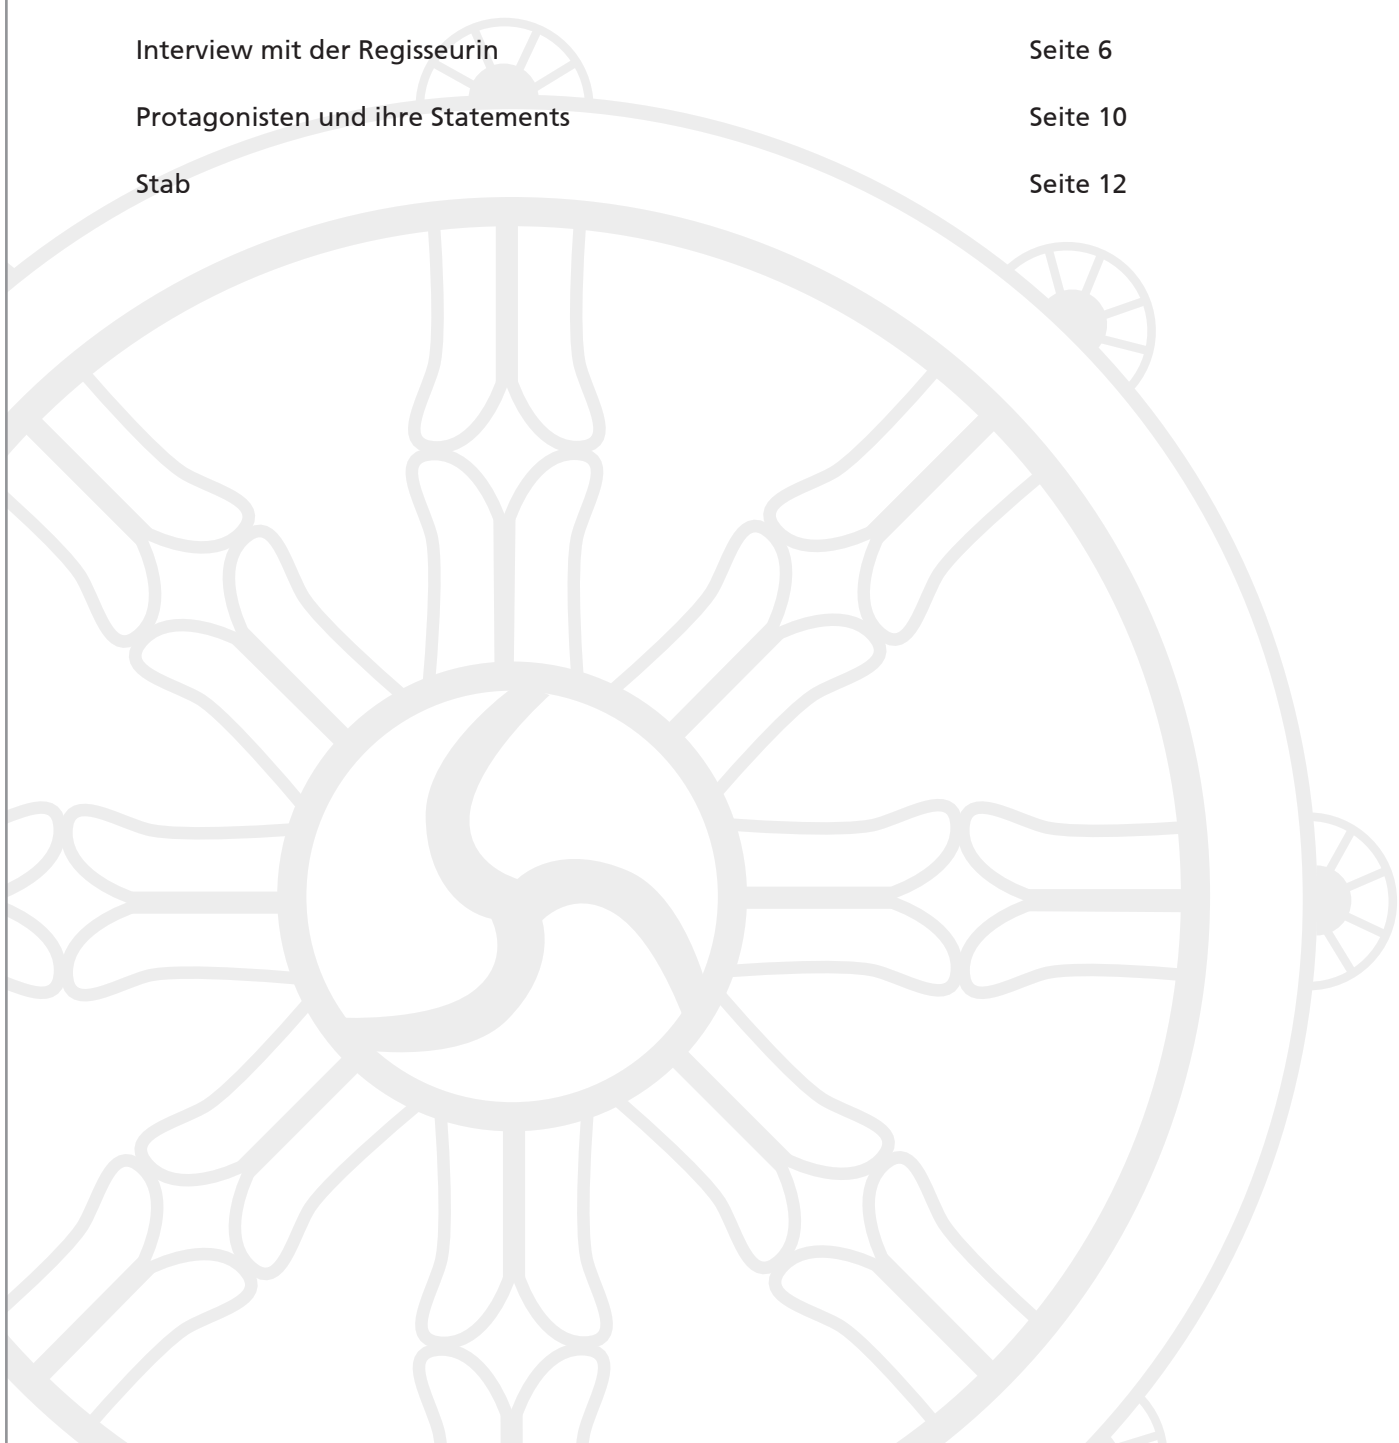 Interview mit der Regisseurin Seite 6
Protagonisten und ihre Statements Seite 10
Stab Seite 12